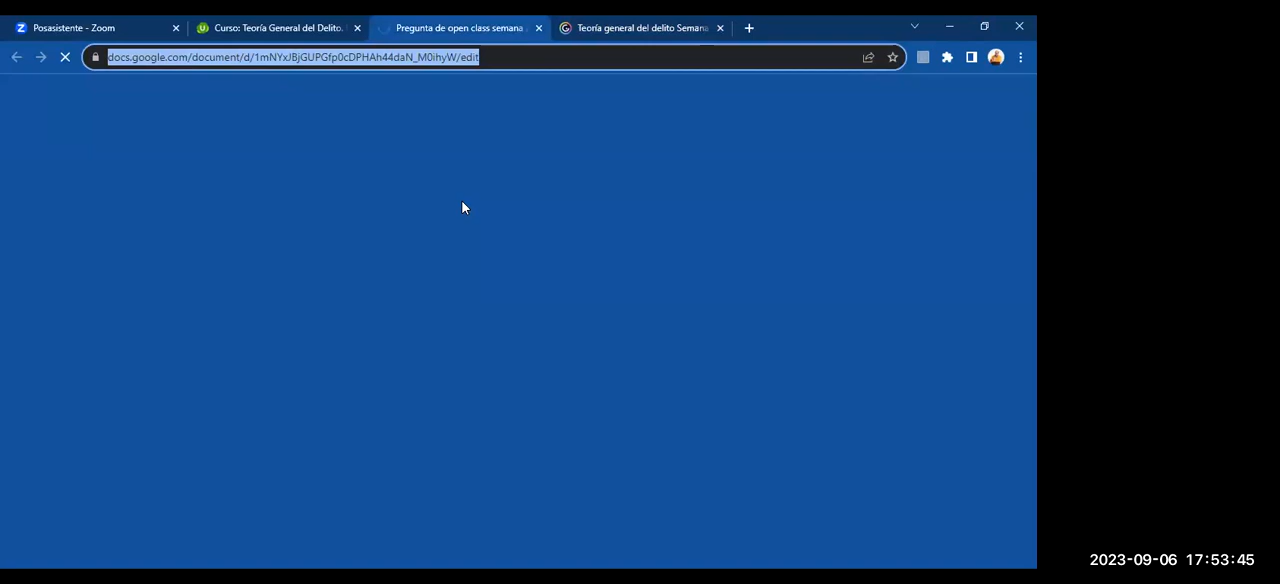 Posasistente - Zoom
Curso: Teoría General del Delito.
Pregunta de open class semana
Teoría general del delito Semana
docs.google.com/document/d/1mNYxJBjGUPGfp0cDPHAh44daN_M0ihyW/edit
2023-09-06 17:53:45